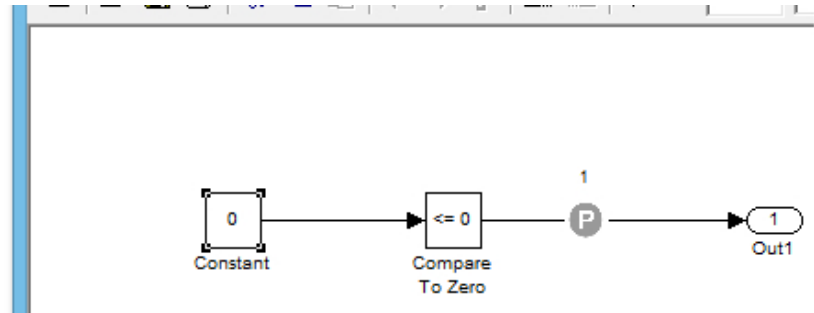 1
0
<= 0
P
1
Constant
Compare
To Zero
Out1